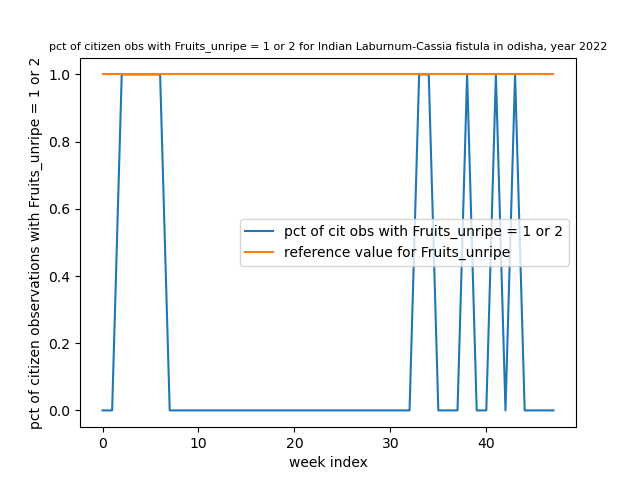 pct of citizen obs with Fruits_unripe = 1 or 2 for Indian Laburnum-Cassia fistula in odisha, year 2022
pct of citizen observations with Fruits_unripe = 1 or 2
1.0
0.8
0.6
0.4
0.2
0.0
pct of cit obs with Fruits_unripe = 1 or 2
reference value for Fruits_unripe
0 10 20 30 40
week index